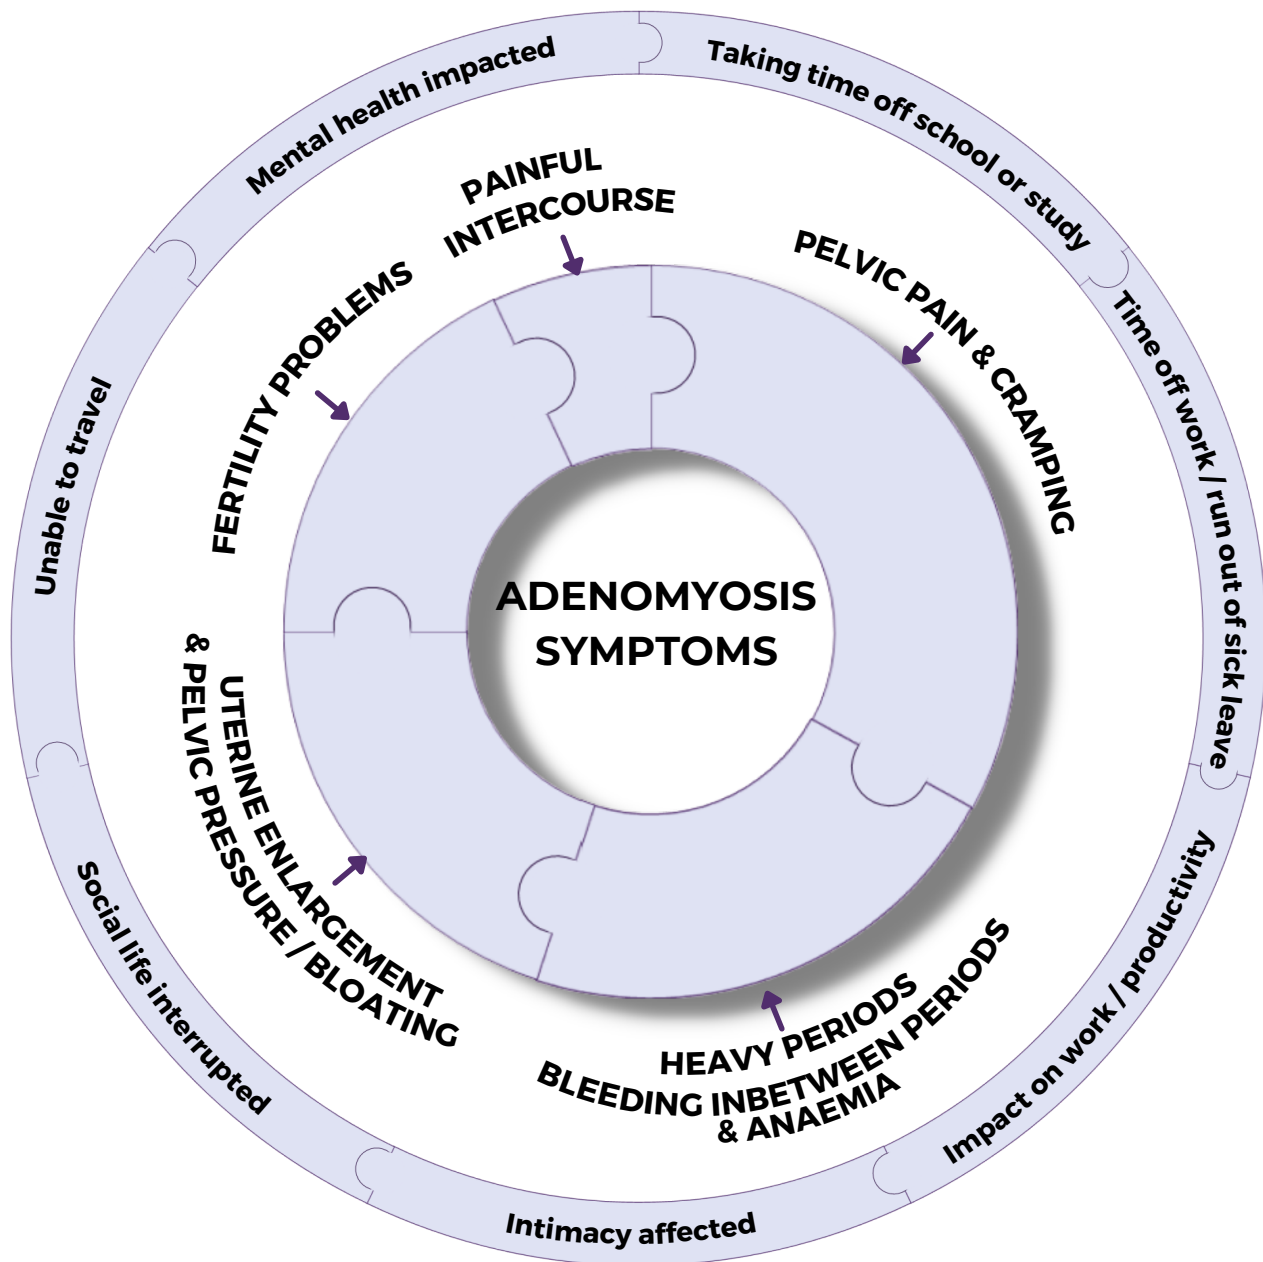 ADENOMYOSIS
SYMPTOMS
PAINFUL
INTERCOURSE
PELVIC PAIN & CRAMPING
HEAVY PERIODS
BLEEDING INBETWEEN PERIODS
& ANAEMIA
UTERINE ENLARGEMENT
& PELVIC PRESSURE / BLOATING
FERTILITY PROBLEMS
Taking time off school or study
Time off work / run out of sick leave
Impact on work / productivity
Intimacy affected
Social life interrupted
Unable to travel
Mental health impacted